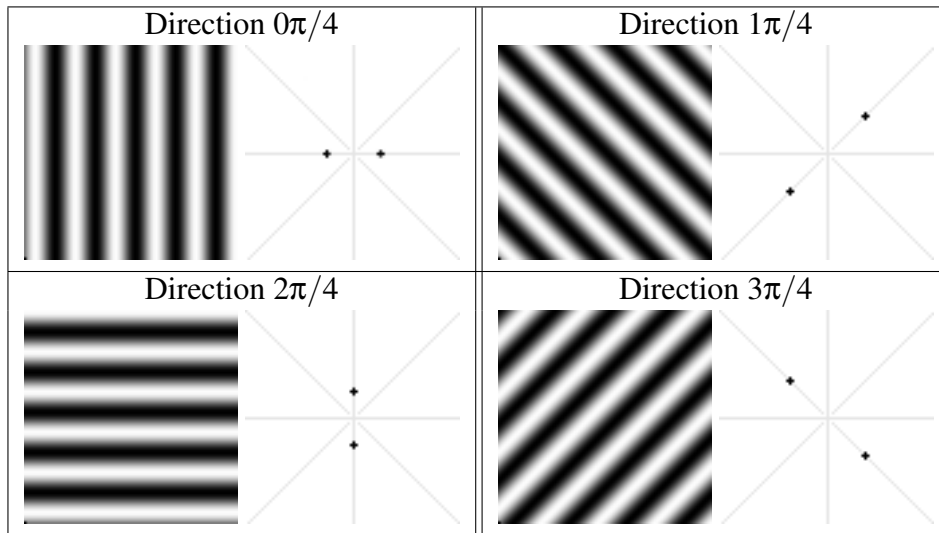 Direction 0π/4
Direction 1π/4
Direction 2π/4
Direction 3π/4